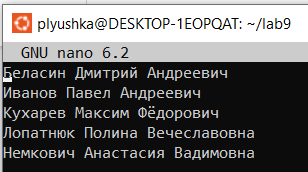 plyushka@DESKTOP-1EOPQAT: ~/lab9
GNU nano 6.2
Беласин Дмитрий Андреевич
Иванов Павел Андреевич
Кухарев Максим Фёдорович
Лопатнюк Полина Вечеславовна
Немкович Анастасия Вадимовна